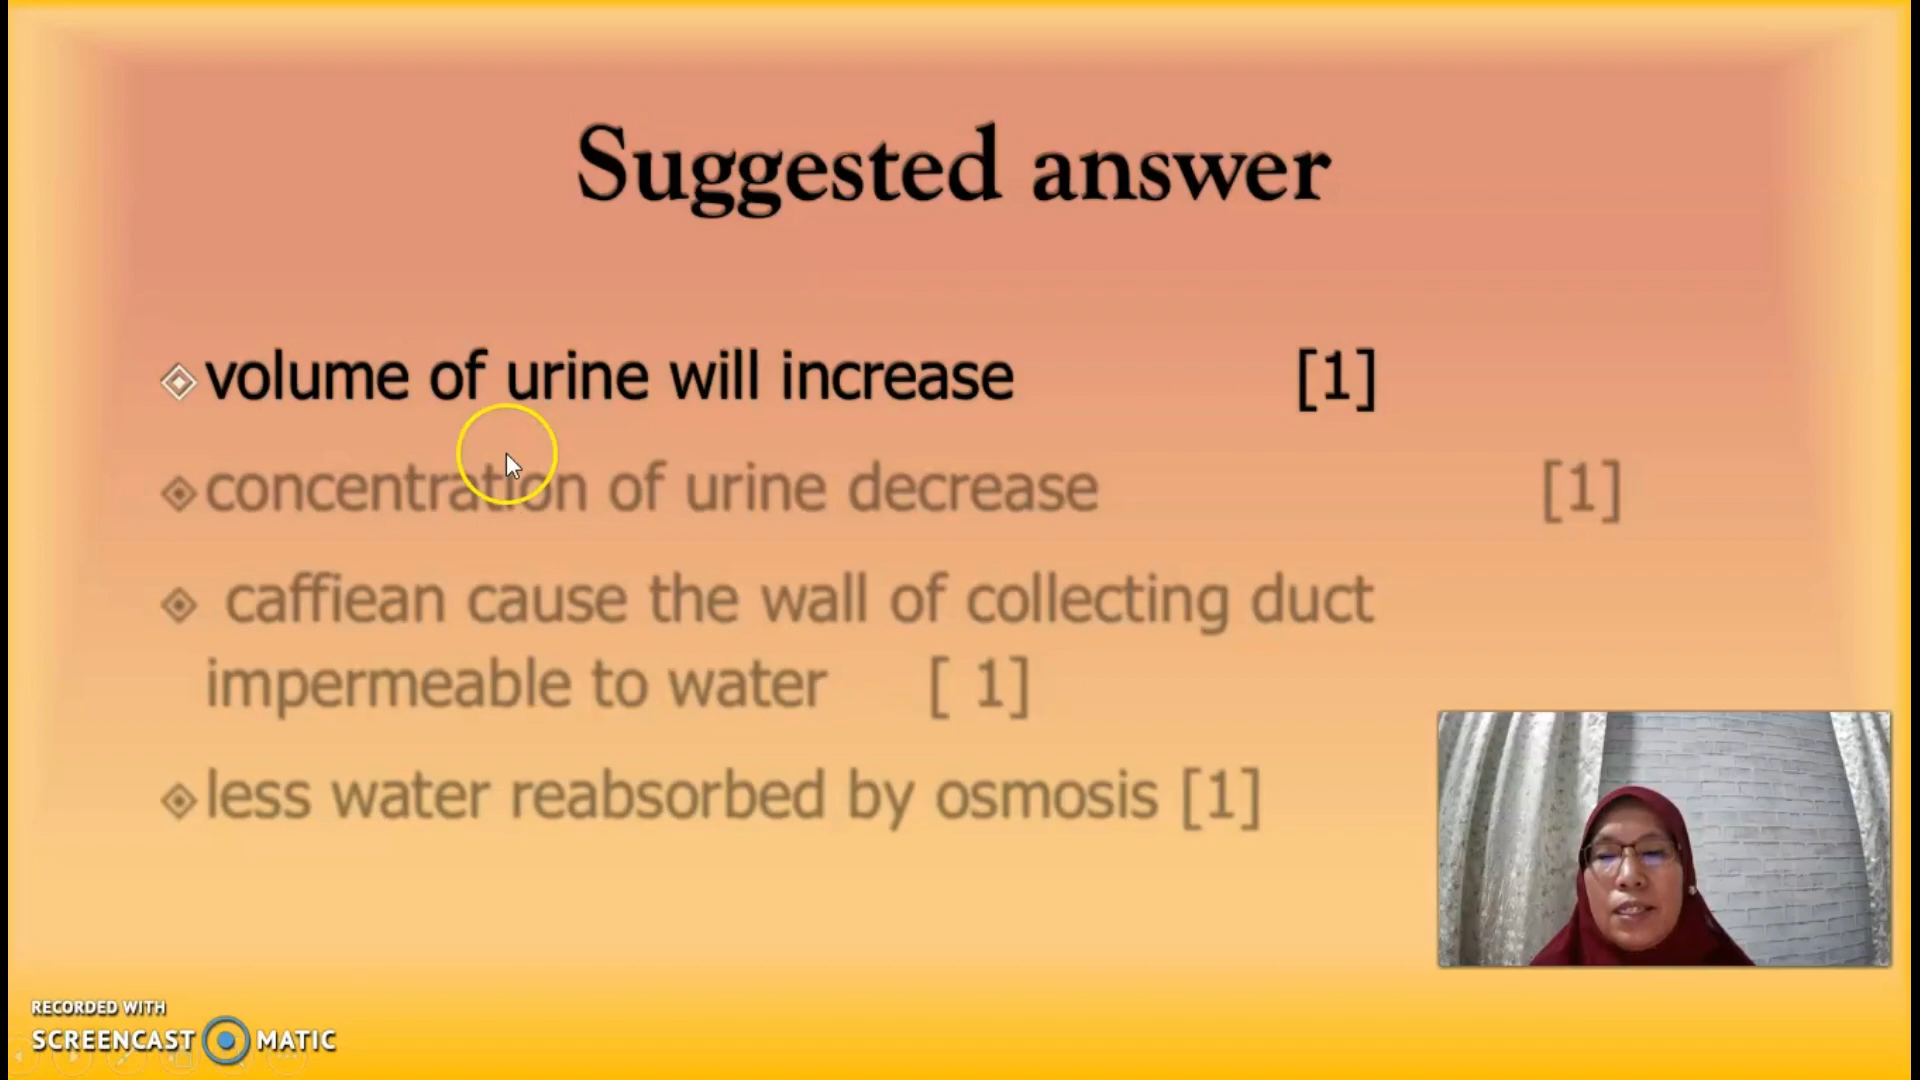 Suggested answer
volume of urine will increase [1]
concentration of urine decrease [1]
caffiean cause the wall of collecting duct
impermeable to water [ 1]
less water reabsorbed by osmosis [1]
RECORDED WITH
SCREENCAST MATIC